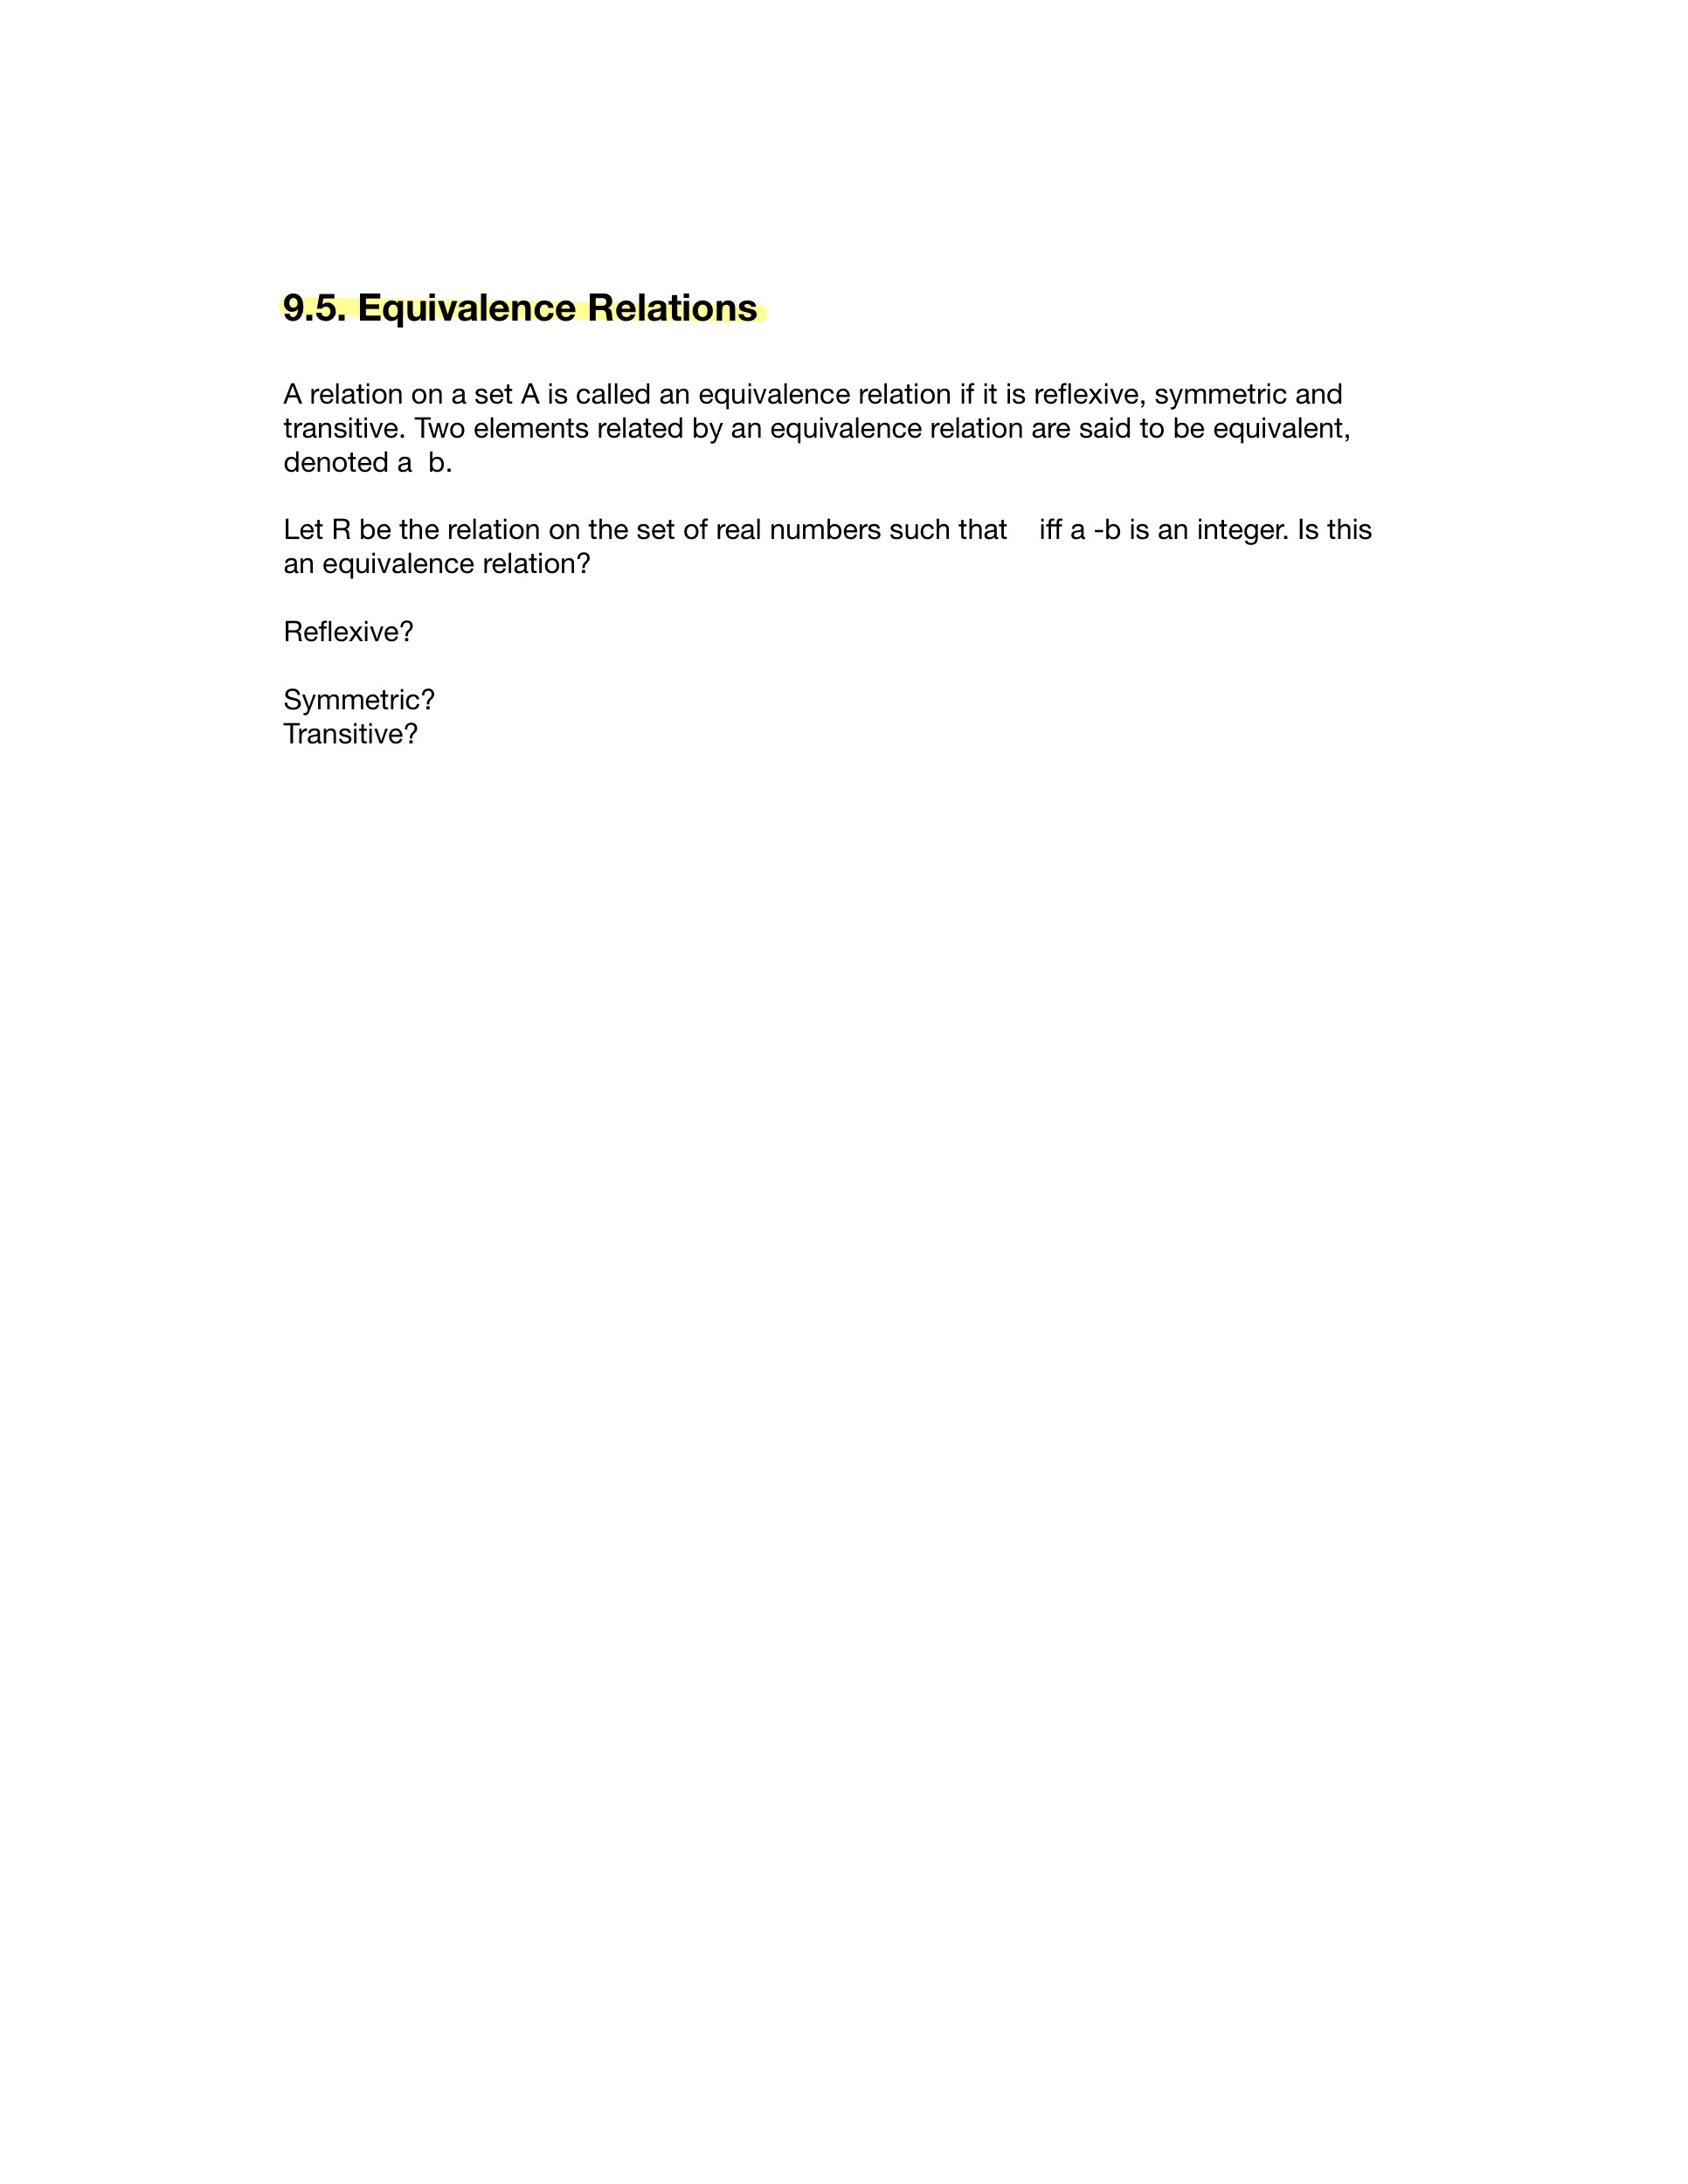 9.5. Equivalence Relations
A relation on a set A is called an equivalence relation if it is reflexive, symmetric and
transitive. Two elements related by an equivalence relation are said to be equivalent,
denoted a  b.
Let R be the relation on the set of real numbers such that    iff a -b is an integer. Is this
an equivalence relation?
Reflexive?
Symmetric?
Transitive?